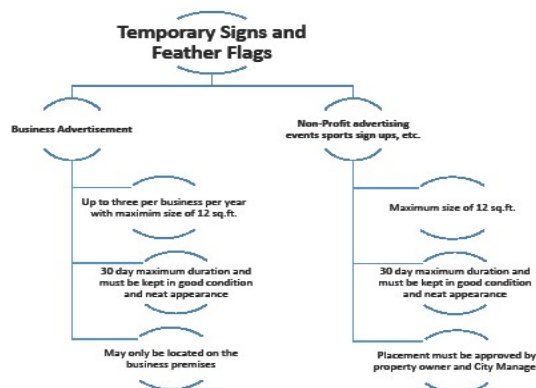 Temporary Signs and
Feather Flags
Business Advertisement
Up to three per business per year
with maximim size of 12 sq.ft.
30 day maximum duration and
must be kept in good condition
and neat appearance
May only be located on the
business premises
Non-Profit advertising
events sports sign ups, etc.
Maximum size of 12 sq.ft.
30 day maximum duration and
must be kept in good condition
and neat appearance
Placement must be approved by
property owner and City Manage